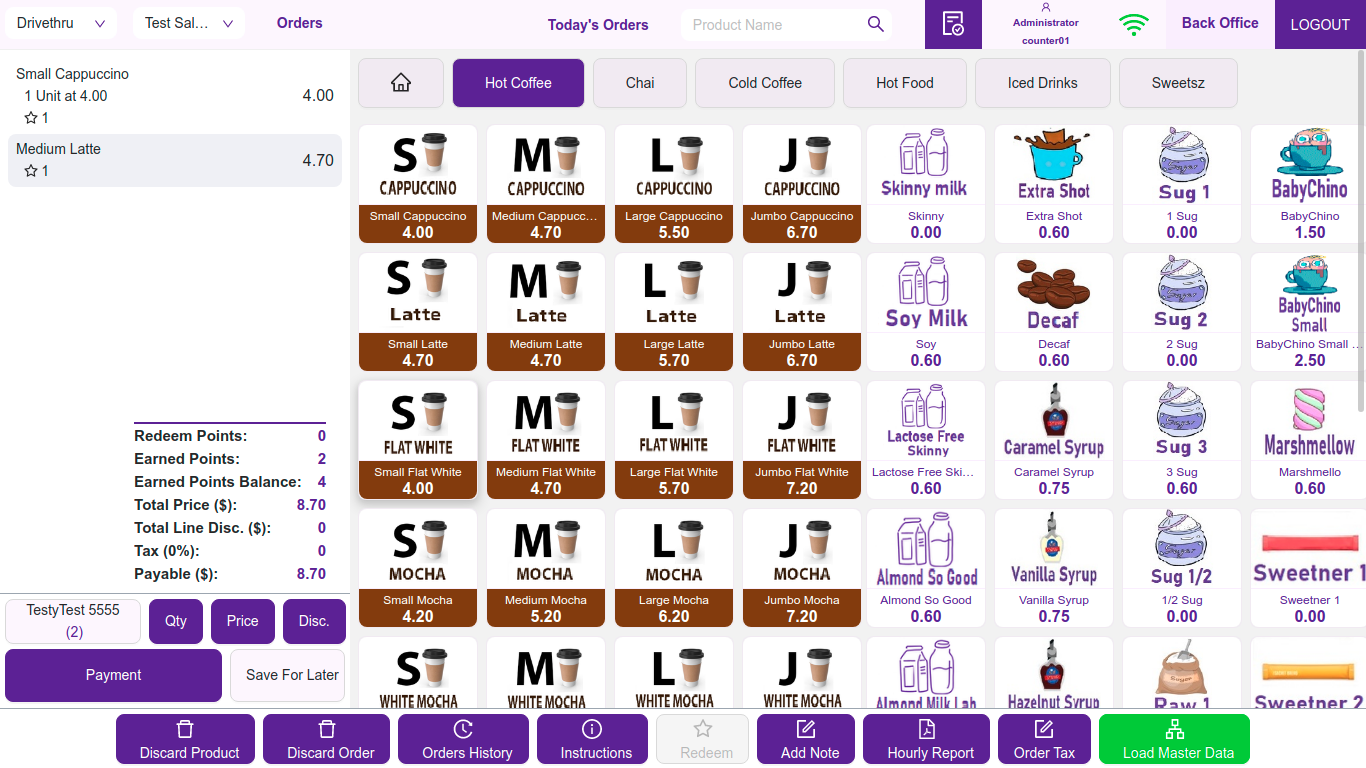 Drivethru
Test Sal...
Orders
Today's Orders
Product Name
Administrator
counter01
Back Office
LOGOUT
Small Cappuccino
1 Unit at 4.00
4.00
1
Medium Latte
4.70
1
Redeem Points: 0
Earned Points: 2
Earned Points Balance: 4
Total Price ($): 8.70
Total Line Disc. ($): 0
Tax (0%): 0
Payable ($): 8.70
TestyTest 5555
(2)
Qty
Price
Disc.
Payment
Save For Later
Hot Coffee
Chai
Cold Coffee
Hot Food
Iced Drinks
Sweetsz
S
CAPPUCCINO
Small Cappuccino
4.00
M
CAPPUCCINO
Medium Cappucc...
4.70
L
CAPPUCCINO
Large Cappuccino
5.50
J
CAPPUCCINO
Jumbo Cappuccino
6.70
Skinny milk
Skinny
0.00
Extra Shot
Extra Shot
0.60
Sug 1
1 Sug
0.00
BabyChino
BabyChino
1.50
S
Latte
Small Latte
4.70
M
Latte
Medium Latte
4.70
L
Latte
Large Latte
5.70
J
Latte
Jumbo Latte
6.70
Soy Milk
Soy
0.60
Decaf
Decaf
0.60
Sug 2
2 Sug
0.00
BabyChino
Small
BabyChino Small ...
2.50
S
FLAT WHITE
Small Flat White
4.00
M
FLAT WHITE
Medium Flat White
4.70
L
FLAT WHITE
Large Flat White
5.70
J
FLAT WHITE
Jumbo Flat White
7.20
Lactose Free
Skinny
Lactose Free Ski...
0.60
Caramel Syrup
Caramel Syrup
0.75
Sug 3
3 Sug
0.60
Marshmellow
Marshmello
0.60
S
MOCHA
Small Mocha
4.20
M
MOCHA
Medium Mocha
5.20
L
MOCHA
Large Mocha
6.20
J
MOCHA
Jumbo Mocha
7.20
Almond So Good
Almond So Good
0.60
Vanilla Syrup
Vanilla Syrup
0.75
Sug 1/2
1/2 Sug
0.00
Sweetner 1
Sweetner 1
0.00
S
WHITE MOCHA
M
WHITE MOCHA
L
WHITE MOCHA
J
WHITE MOCHA
Almond Milk Lab
Hazelnut Syrup
Raw 1
Sweetner 2
Discard Product
Discard Order
Orders History
Instructions
Redeem
Add Note
Hourly Report
Order Tax
Load Master Data